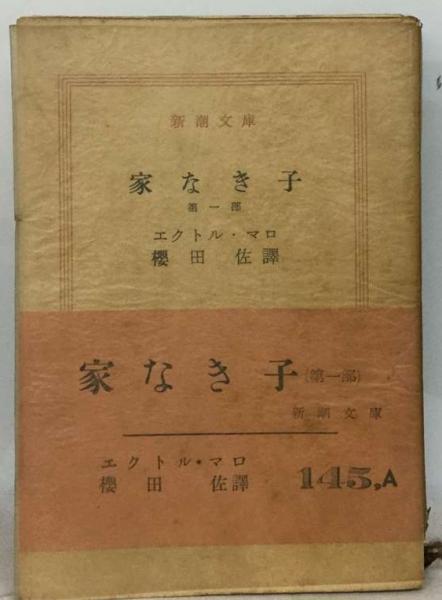 新潮文庫
家なき子
第一部
エクトル・マロ
櫻田佐譯
家なき子(第一部)
新潮文庫
エクトル・マロ
櫻田佐譯
145,A